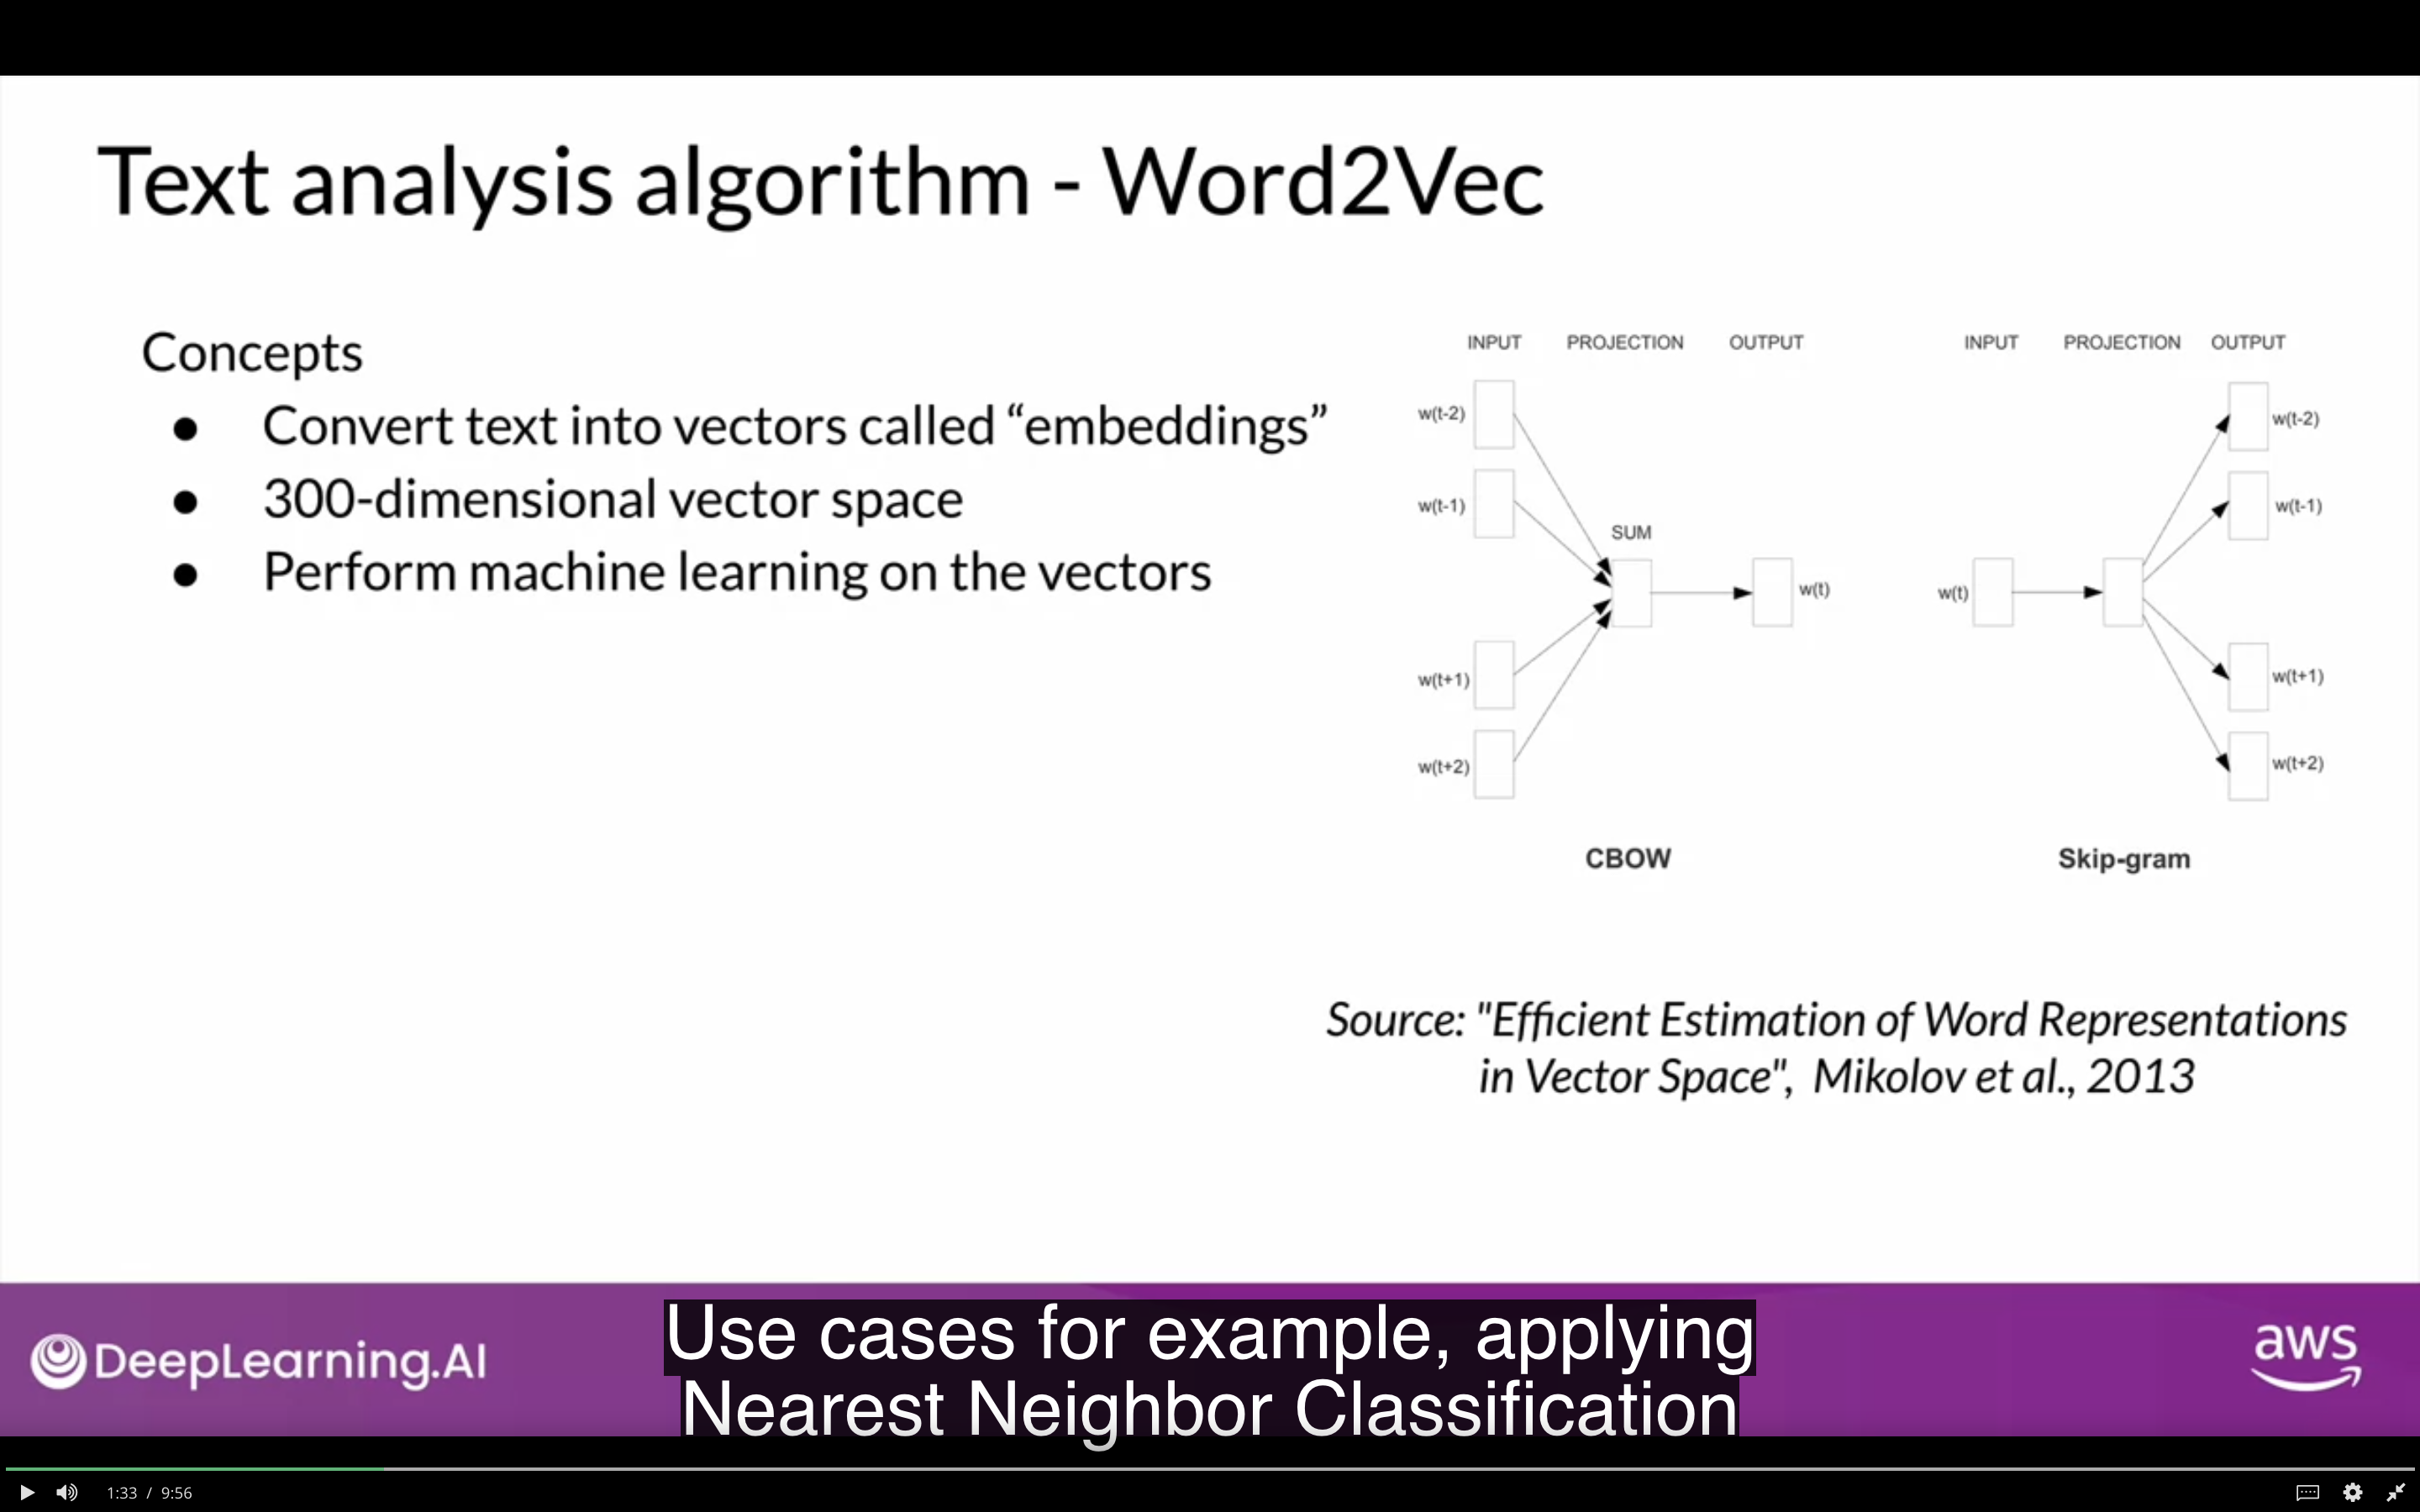 Text analysis algorithm - Word2Vec
Concepts
● Convert text into vectors called “embeddings”
● 300-dimensional vector space
● Perform machine learning on the vectors
INPUT PROJECTION OUTPUT
w(t-2)
w(t-1)
SUM
w(t)
w(t+1)
w(t+2)
CBOW
INPUT PROJECTION OUTPUT
w(t-2)
w(t-1)
w(t)
w(t+1)
w(t+2)
Skip-gram
Source: "Efficient Estimation of Word Representations
in Vector Space", Mikolov et al., 2013
DeepLearning.AI
Use cases for example, applying
Nearest Neighbor Classification
aws
1:33 / 9:56